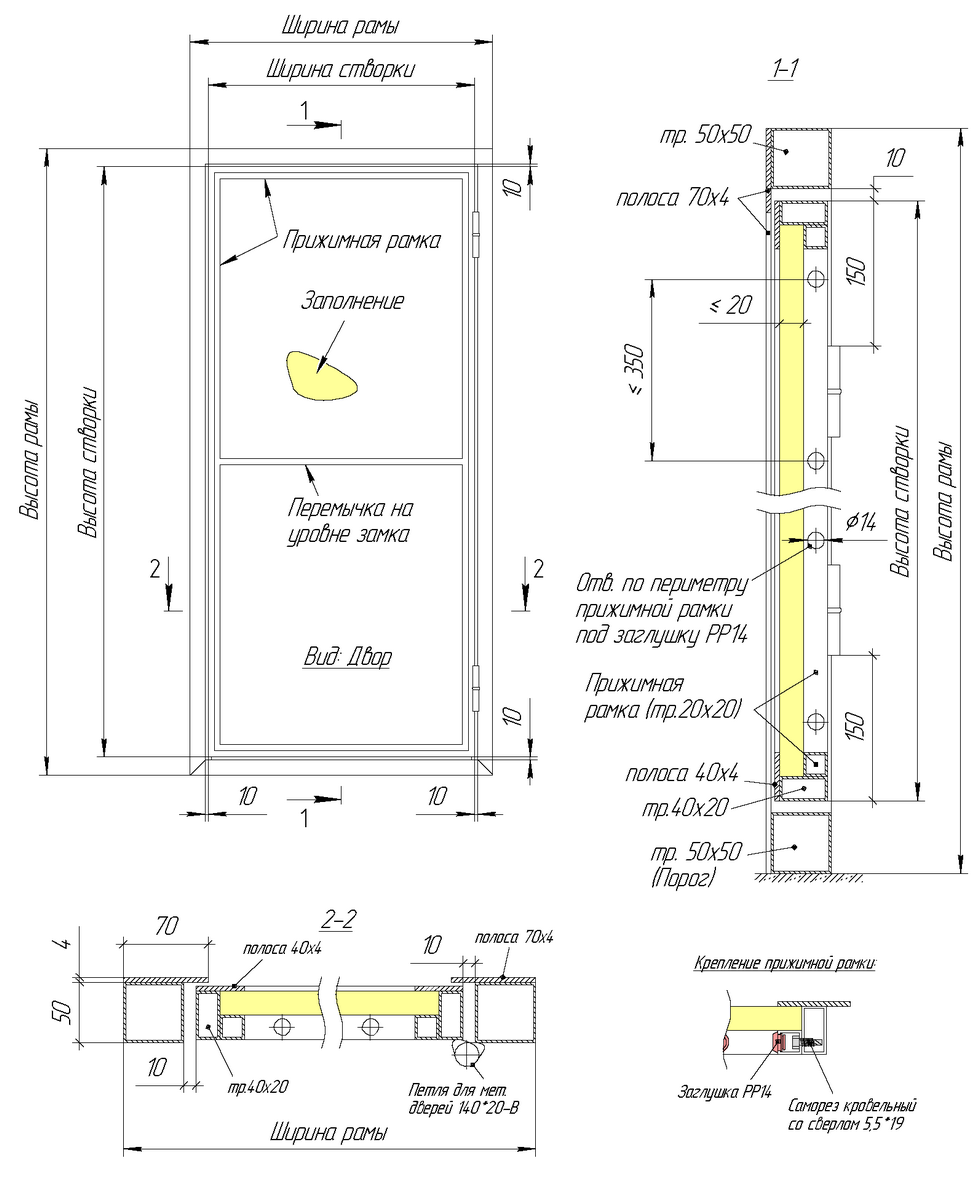 Ширина рамы
Ширина створки
1
10
Прижимная рамка
Заполнение
Высота рамы
Высота створки
Перемычка на
уровне замка
2
2
Вид: Двор
10
10
10
1
1-1
тр. 50х50
10
полоса 70х4
150
≤ 20
≤ 350
Высота створки
Высота рамы
ϕ14
Отв. по периметру
прижимной рамки
под заглушку РР14
Прижимная
рамка (тр.20х20)
150
полоса 40х4
тр.40х20
тр. 50х50
(Порог)
2-2
70
полоса 40х4
10
полоса 70х4
4
50
10
тр.40х20
Петля для мет.
дверей 140*20-В
Ширина рамы
Крепление прижимной рамки:
Заглушка РР14
Саморез кровельный
со сверлом 5,5*19